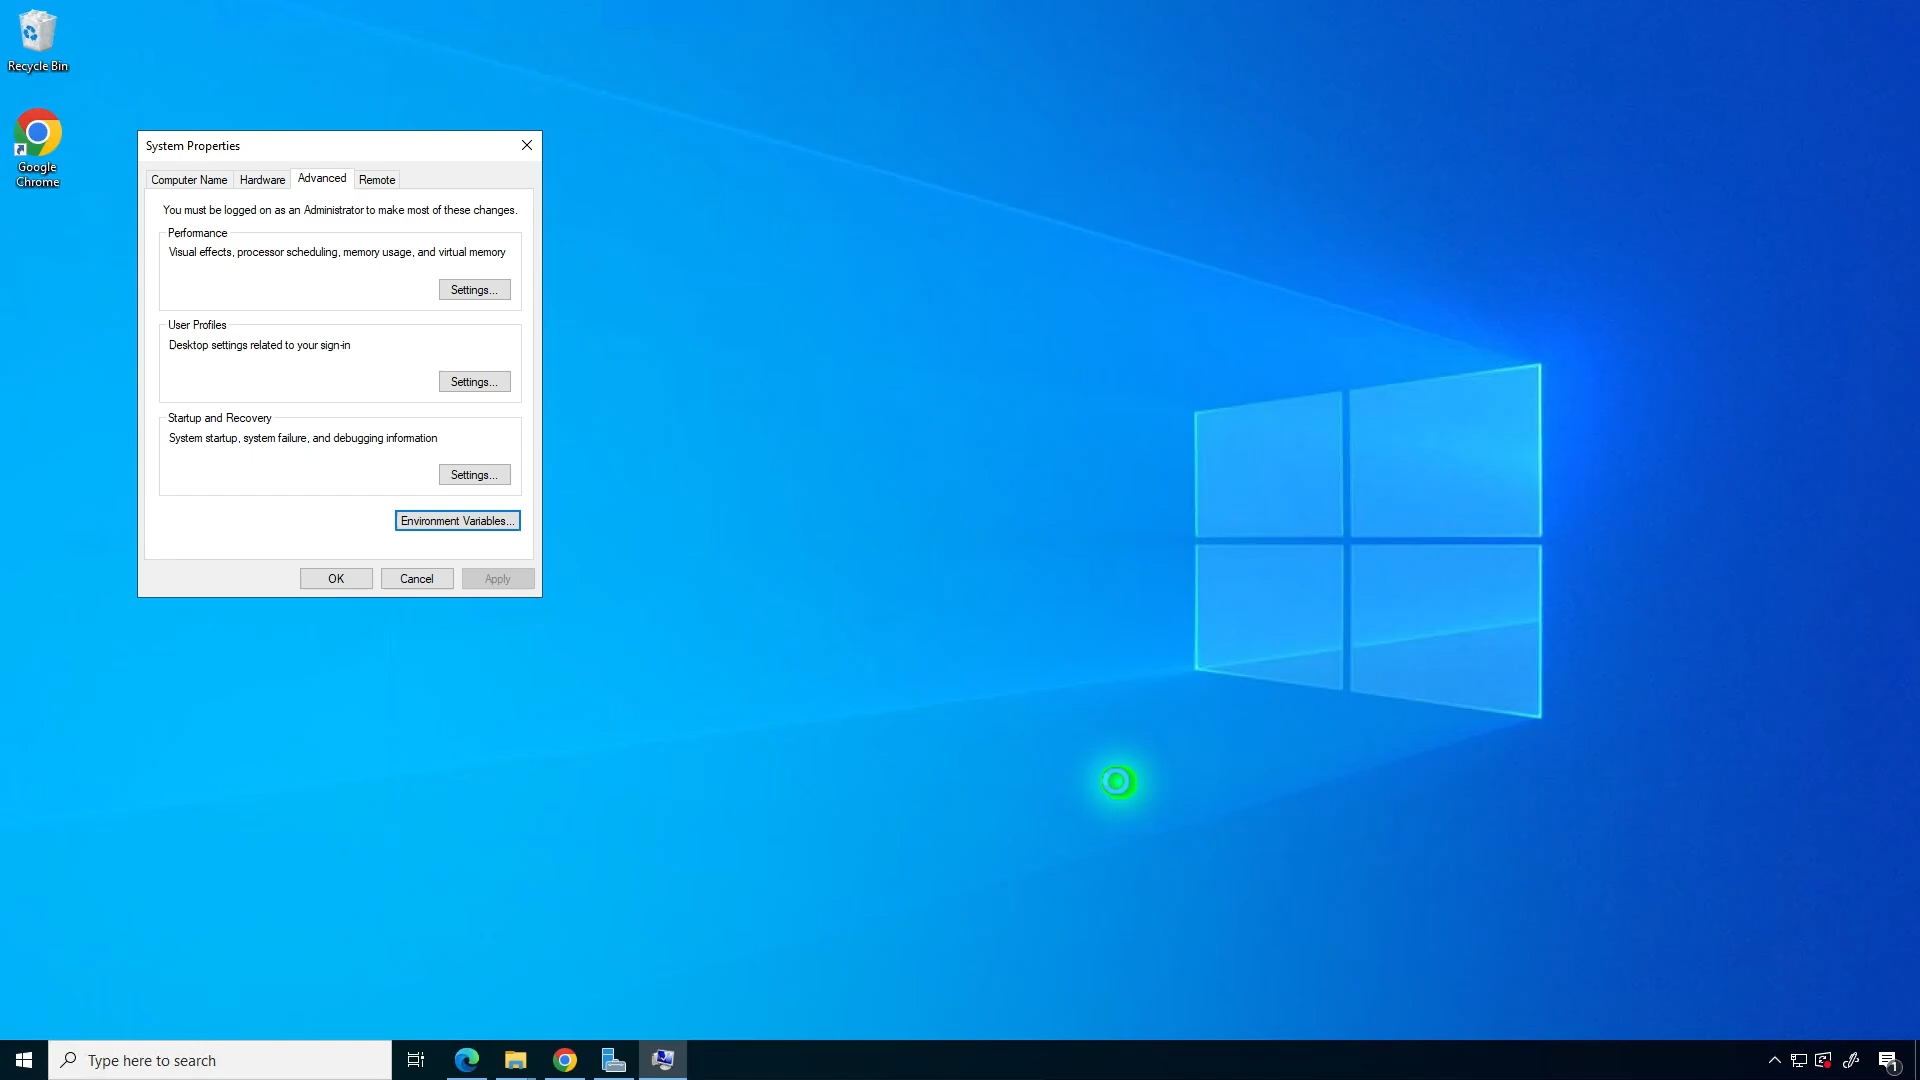 Recycle Bin
Google
Chrome
System Properties
Computer Name
Hardware
Advanced
Remote
You must be logged on as an Administrator to make most of these changes.
Performance
Visual effects, processor scheduling, memory usage, and virtual memory
Settings...
User Profiles
Desktop settings related to your sign-in
Settings...
Startup and Recovery
System startup, system failure, and debugging information
Settings...
Environment Variables...
OK
Cancel
Apply
Type here to search
1